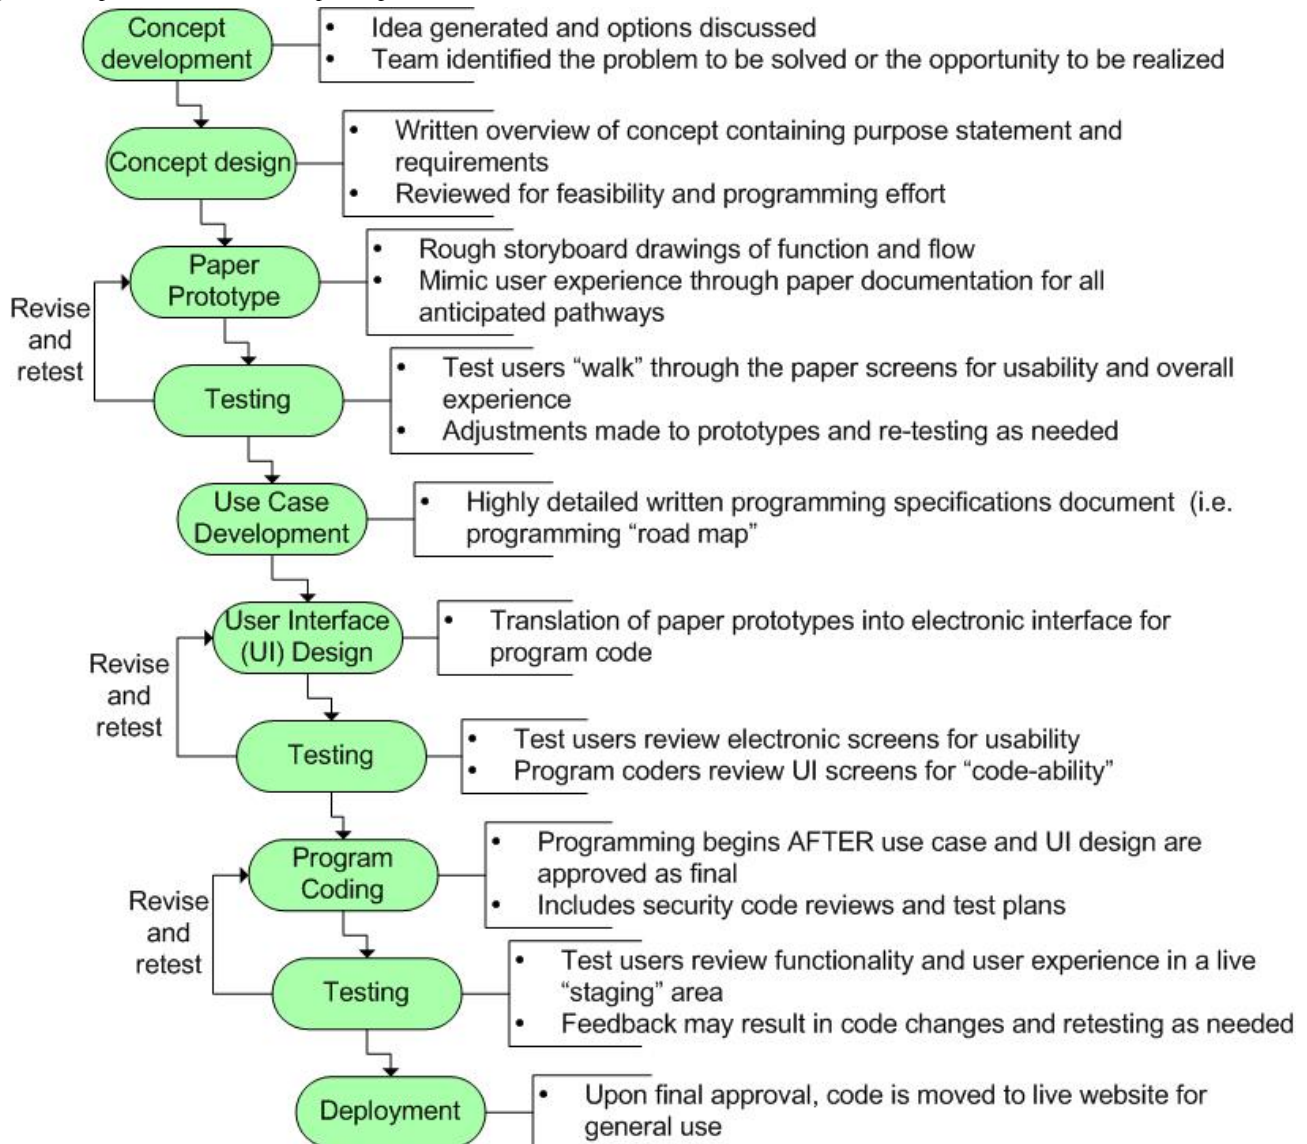 Concept
development
• Idea generated and options discussed
• Team identified the problem to be solved or the opportunity to be realized
Concept design
• Written overview of concept containing purpose statement and
requirements
• Reviewed for feasibility and programming effort
Paper
Prototype
• Rough storyboard drawings of function and flow
• Mimic user experience through paper documentation for all
anticipated pathways
Revise
and
retest
Testing
• Test users “walk” through the paper screens for usability and overall
experience
• Adjustments made to prototypes and re-testing as needed
Use Case
Development
• Highly detailed written programming specifications document (i.e.
programming “road map”
User Interface
(UI) Design
• Translation of paper prototypes into electronic interface for
program code
Revise
and
retest
Testing
• Test users review electronic screens for usability
• Program coders review UI screens for “code-ability”
Program
Coding
• Programming begins AFTER use case and UI design are
approved as final
• Includes security code reviews and test plans
Revise
and
retest
Testing
• Test users review functionality and user experience in a live
“staging” area
• Feedback may result in code changes and retesting as needed
Deployment
• Upon final approval, code is moved to live website for
general use